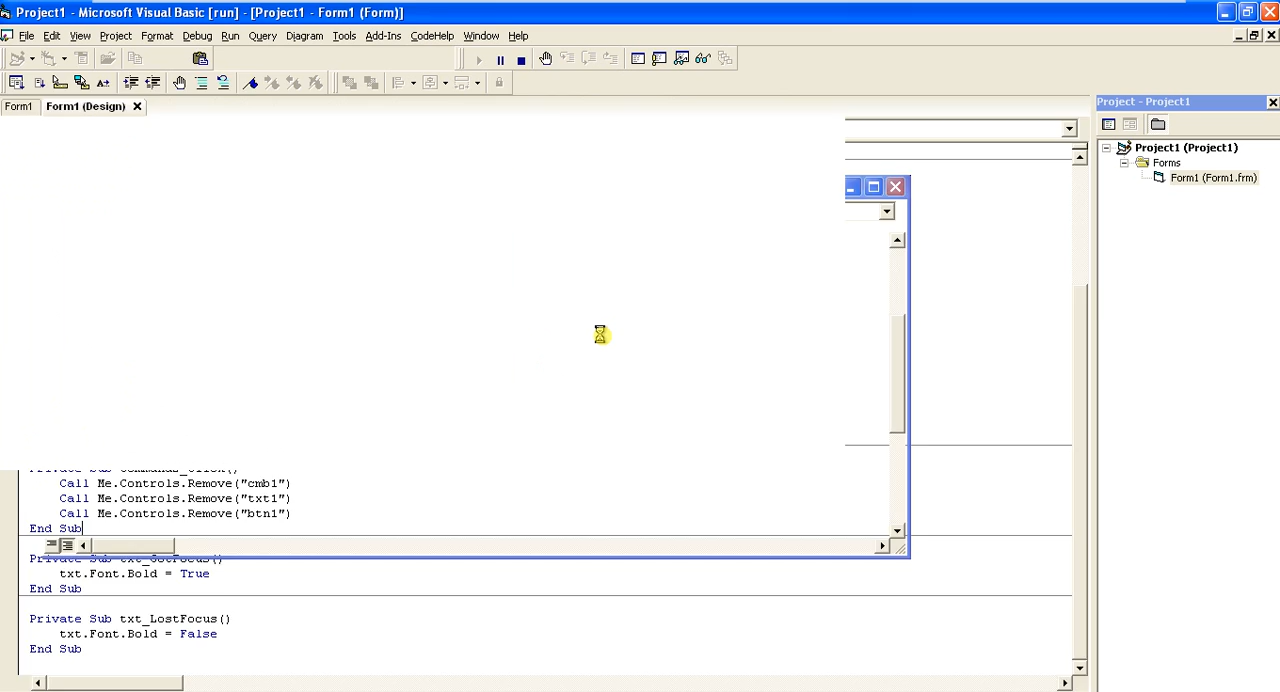 Project1 - Microsoft Visual Basic [run] - [Project1 - Form1 (Form)]
File Edit View Project Format Debug Run Query Diagram Tools Add-Ins CodeHelp Window Help
Form1 Form1 (Design)
Project - Project1
Project1 (Project1)
Forms
Form1 (Form1.frm)
Call Me.Controls.Remove("cmb1")
Call Me.Controls.Remove("txt1")
Call Me.Controls.Remove("btn1")
End Sub
Private Sub txt_GotFocus()
txt.Font.Bold = True
End Sub
Private Sub txt_LostFocus()
txt.Font.Bold = False
End Sub